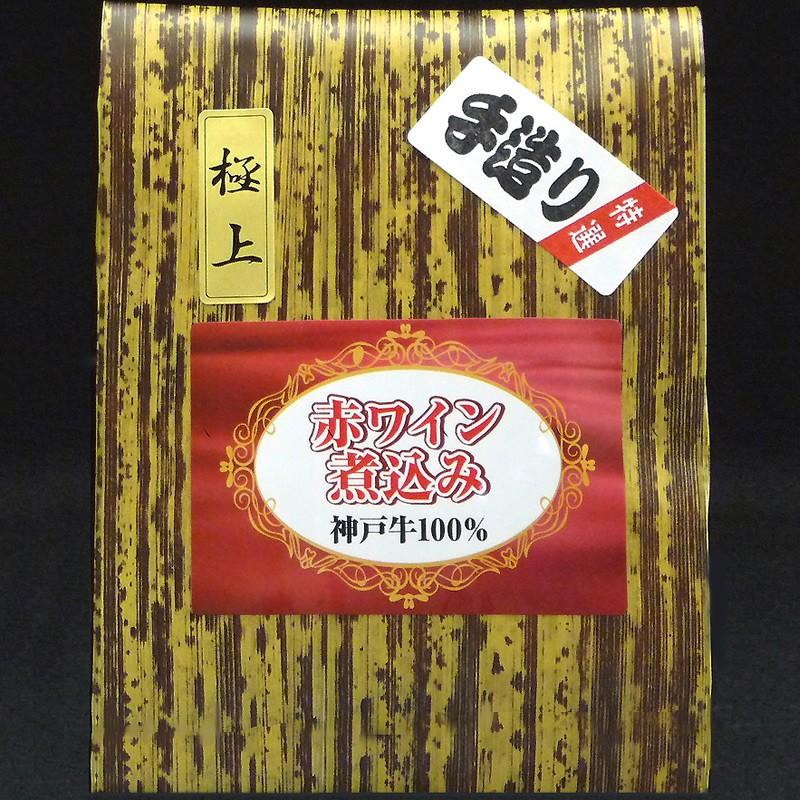 極上
手造り
特選
赤ワイン
煮込み
神戸牛100%